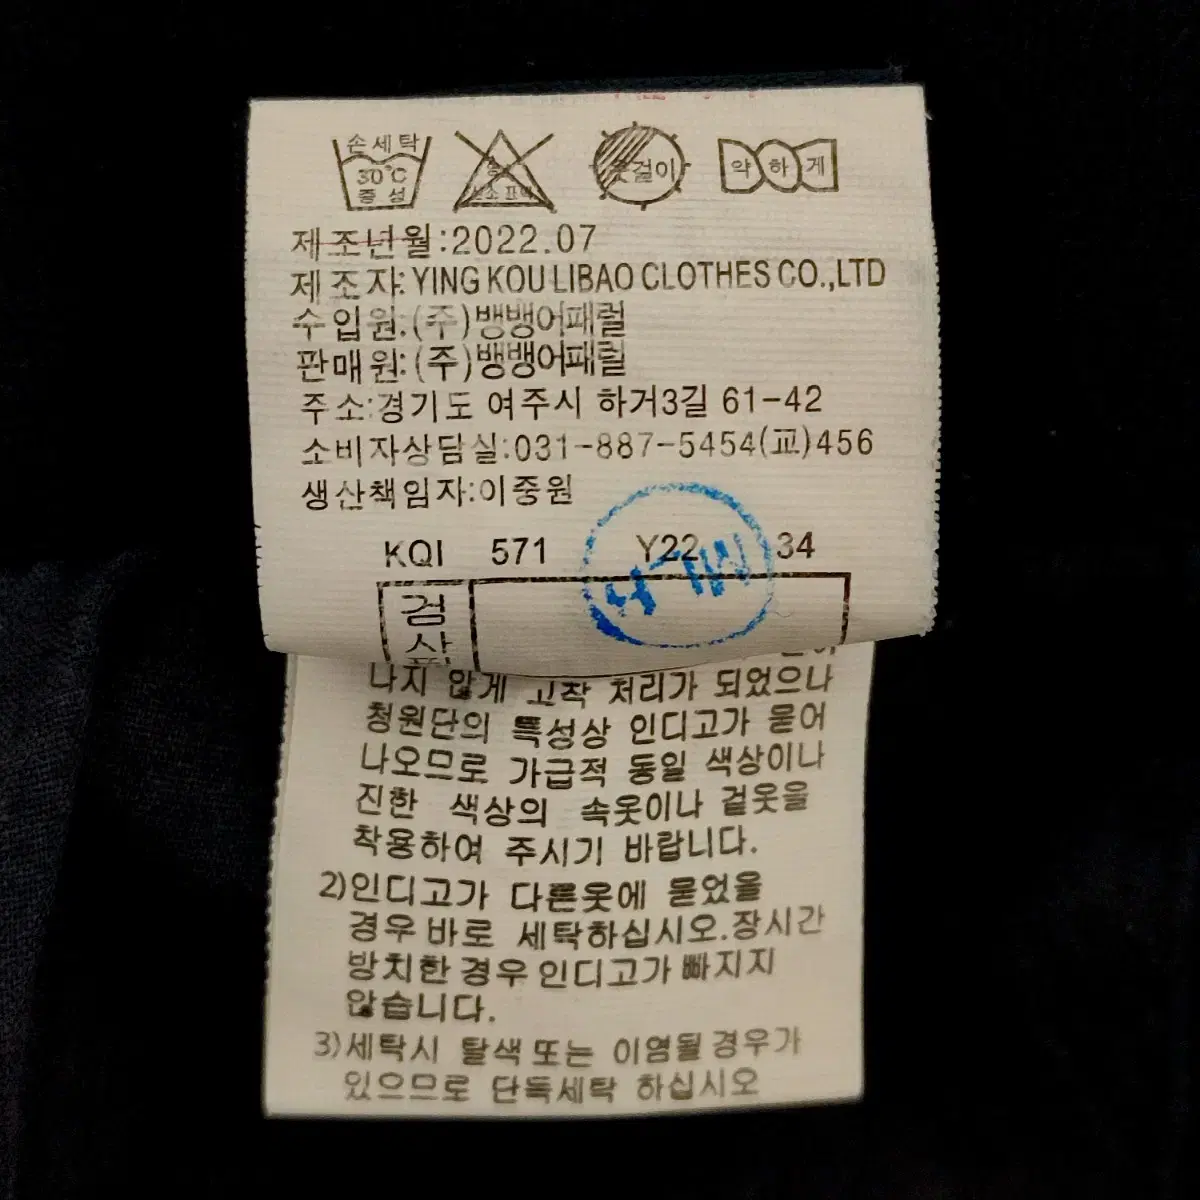 손세탁
30℃
중성
옷걸이
약하게
제조년월:2022.07
제조자:YING KOU LIBAO CLOTHES CO.,LTD
수입원:(주)뱅뱅어패럴
판매원:(주)뱅뱅어패럴
주소:경기도 여주시 하거3길 61-42
소비자상담실:031-887-5454(교)456
생산책임자:이중원
KQI 571 Y22 34
검
나지 않게 고착 처리가 되었으나
청원단의 특성상 인디고가 묻어
나오므로 가급적 동일 색상이나
진한 색상의 속옷이나 겉옷을
착용하여 주시기 바랍니다.
2)인디고가 다른옷에 묻었을
경우 바로 세탁하십시오.장시간
방치한 경우 인디고가 빠지지
않습니다.
3)세탁시 탈색 또는 이염될 경우가
있으므로 단독세탁 하십시오